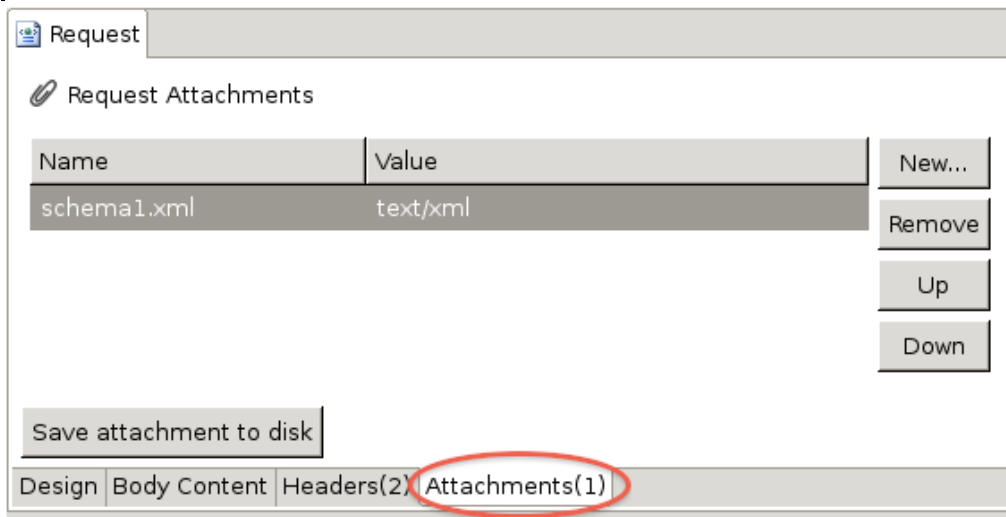 Request
Request Attachments
Name Value New...
schema1.xml text/xml
Remove
Up
Down
Save attachment to disk
Design Body Content Headers(2) Attachments(1)